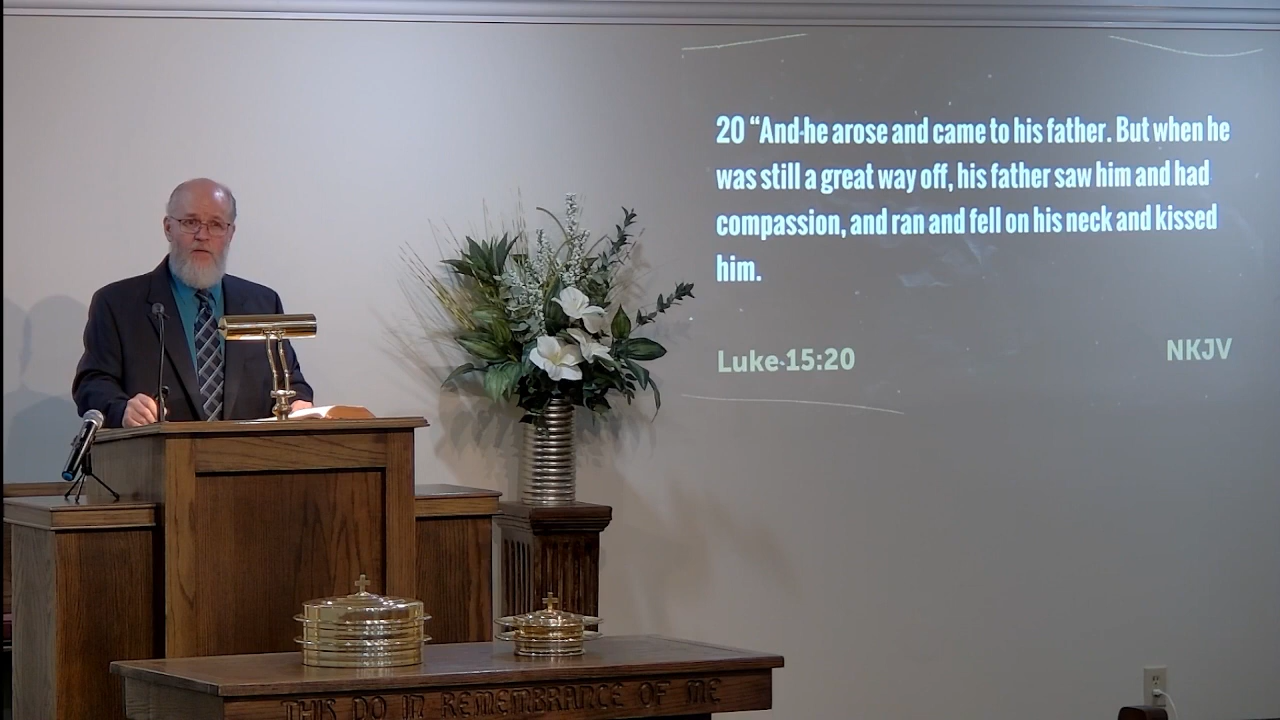 20 “And he arose and came to his father. But when he
was still a great way off, his father saw him and had
compassion, and ran and fell on his neck and kissed
him.
Luke 15:20 NKJV
THIS DO IN REMEMBRANCE OF ME